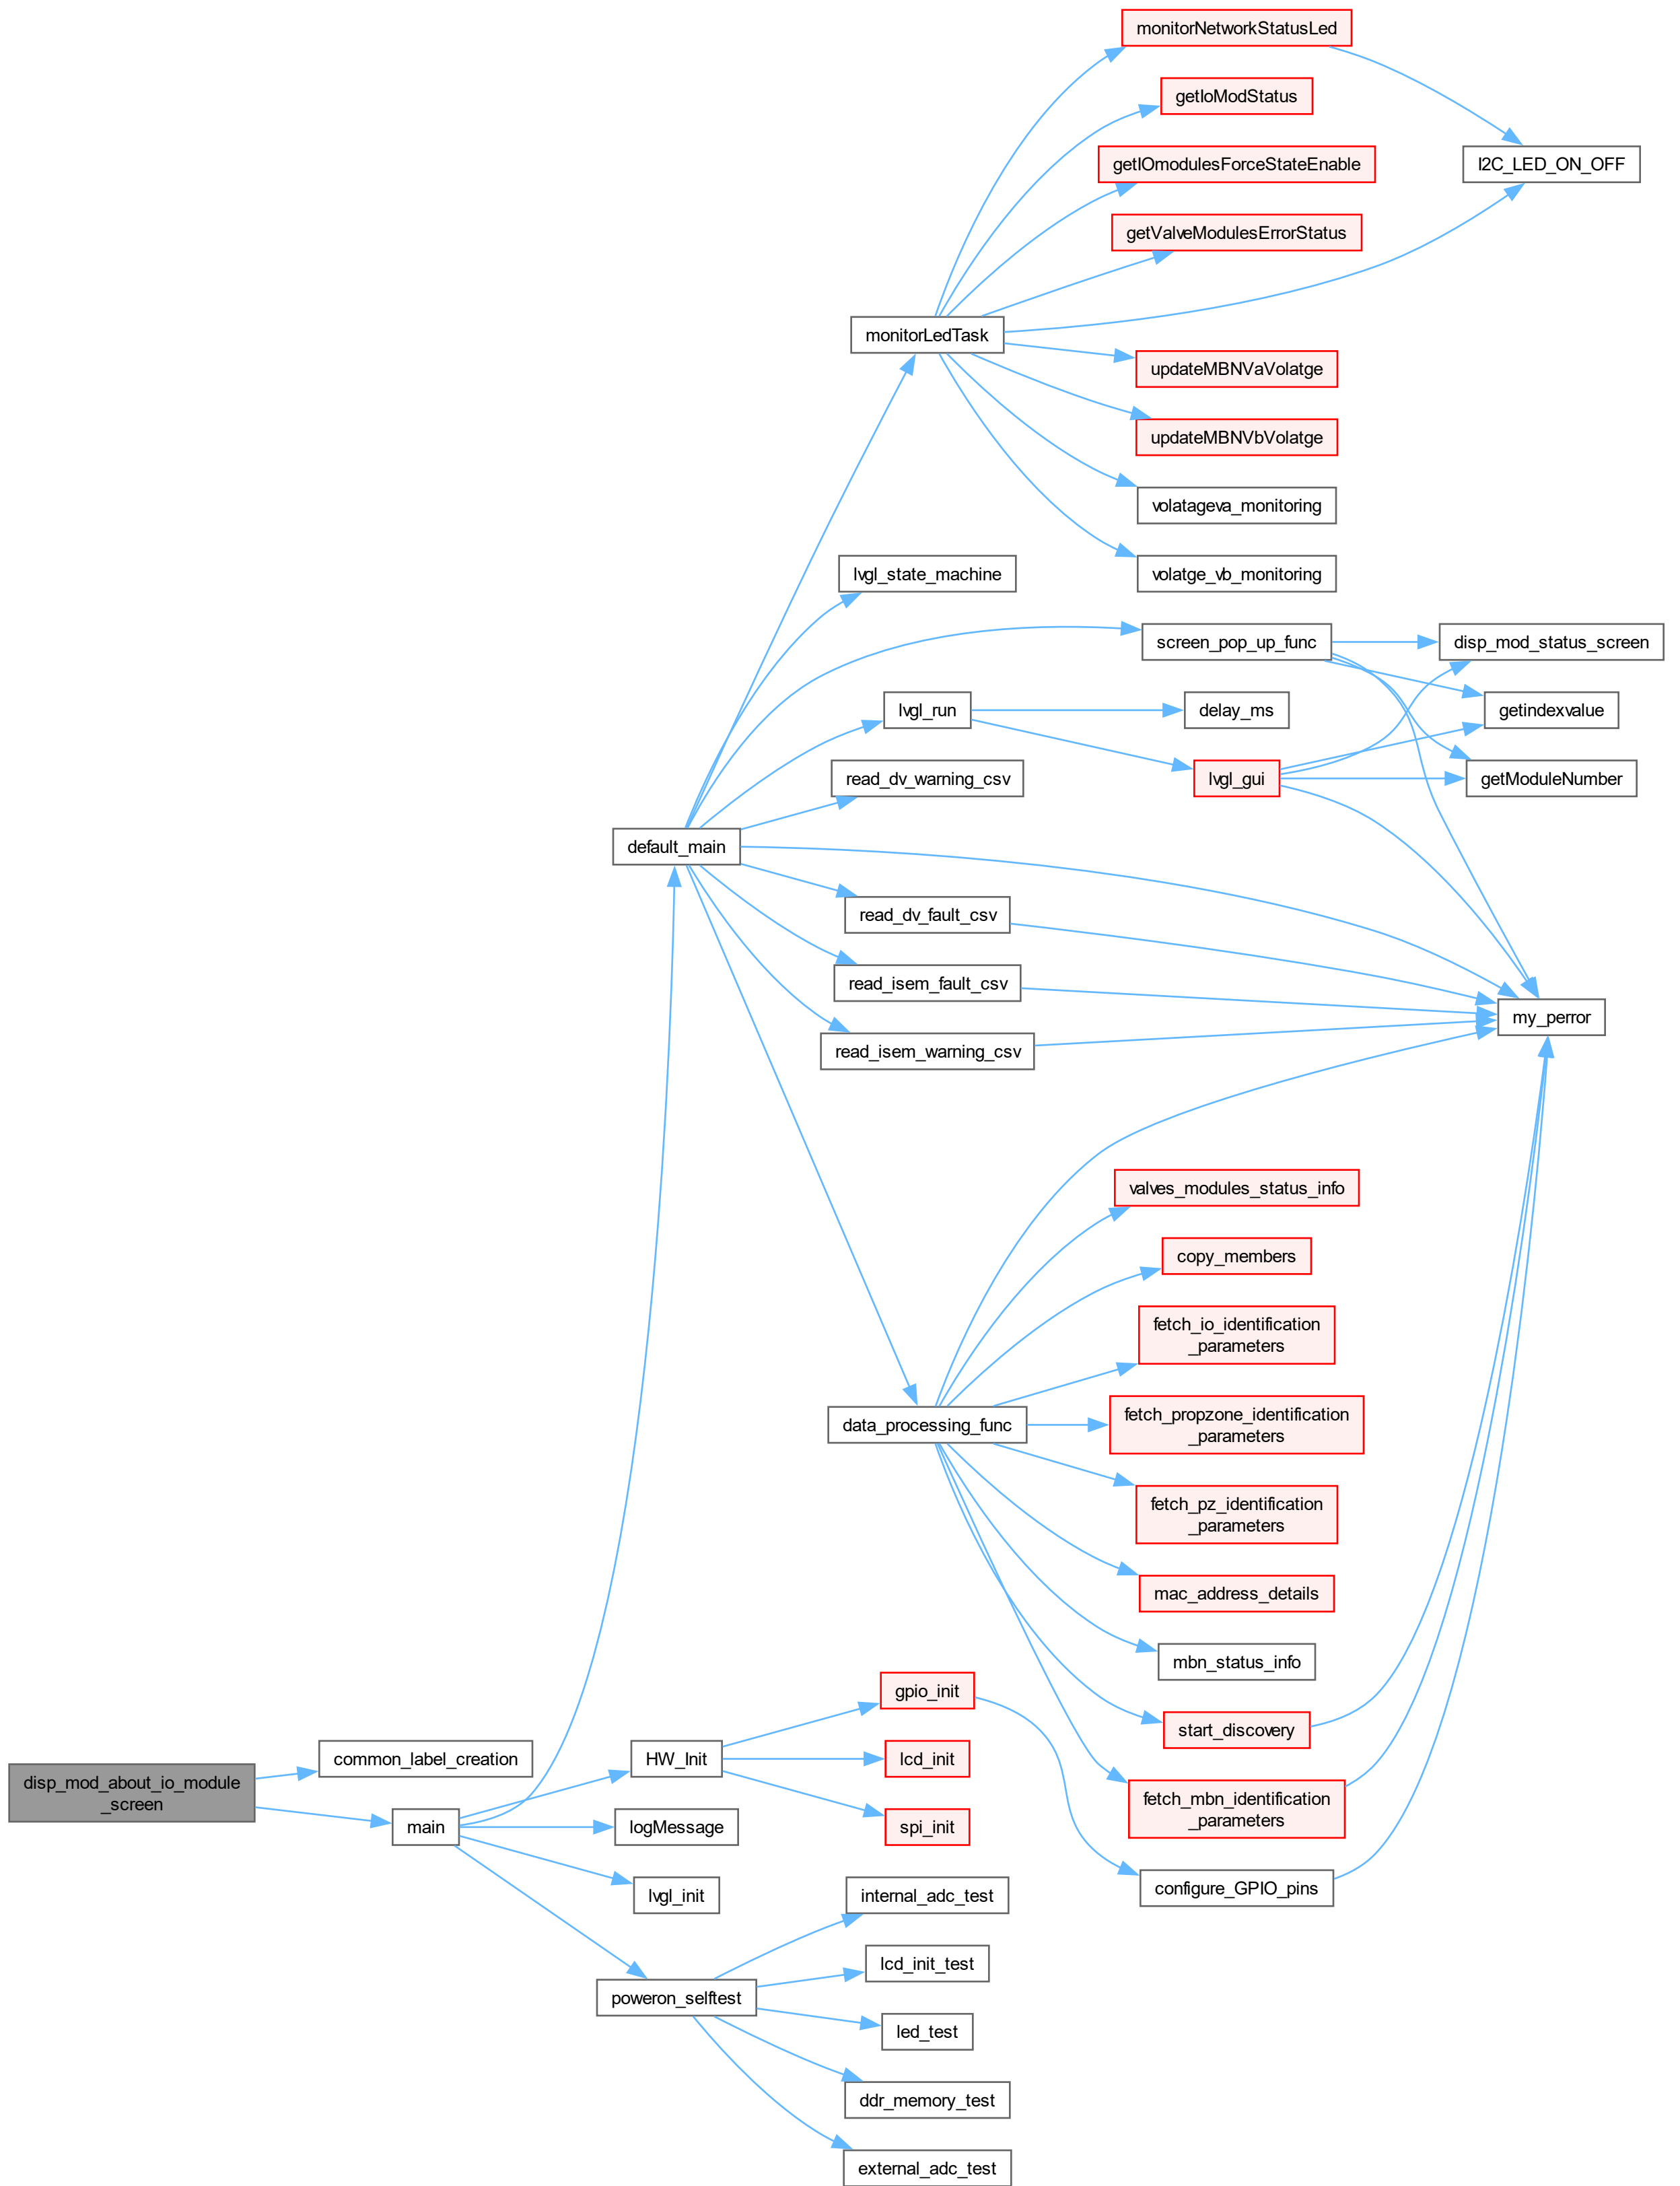 monitorNetworkStatusLed
getIoModStatus
getIOmodulesForceStateEnable
I2C_LED_ON_OFF
getValveModulesErrorStatus
monitorLedTask
updateMBNVaVolatge
updateMBNVbVolatge
volatageva_monitoring
lvgl_state_machine
volatge_vb_monitoring
screen_pop_up_func
disp_mod_status_screen
lvgl_run
delay_ms
getindexvalue
read_dv_warning_csv
lvgl_gui
getModuleNumber
default_main
read_dv_fault_csv
read_isem_fault_csv
my_perror
read_isem_warning_csv
valves_modules_status_info
copy_members
fetch_io_identification
_parameters
fetch_propzone_identification
_parameters
data_processing_func
fetch_pz_identification
_parameters
mac_address_details
mbn_status_info
gpio_init
start_discovery
common_label_creation
HW_Init
lcd_init
disp_mod_about_io_module
_screen
fetch_mbn_identification
_parameters
main
logMessage
spi_init
configure_GPIO_pins
lvgl_init
internal_adc_test
lcd_init_test
poweron_selftest
led_test
ddr_memory_test
external_adc_test